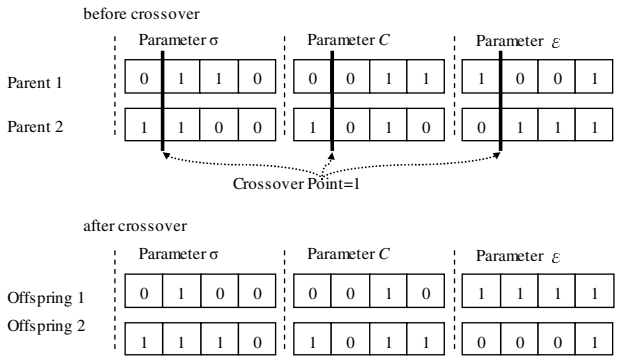 before crossover
Parameter σ Parameter C Parameter ε
Parent 1 0 1 1 0 0 0 1 1 1 0 0 1
Parent 2 1 1 0 0 1 0 1 0 0 1 1 1
Crossover Point=1
after crossover
Parameter σ Parameter C Parameter ε
Offspring 1 0 1 0 0 0 0 1 0 1 1 1 1
Offspring 2 1 1 1 0 1 0 1 1 0 0 0 1